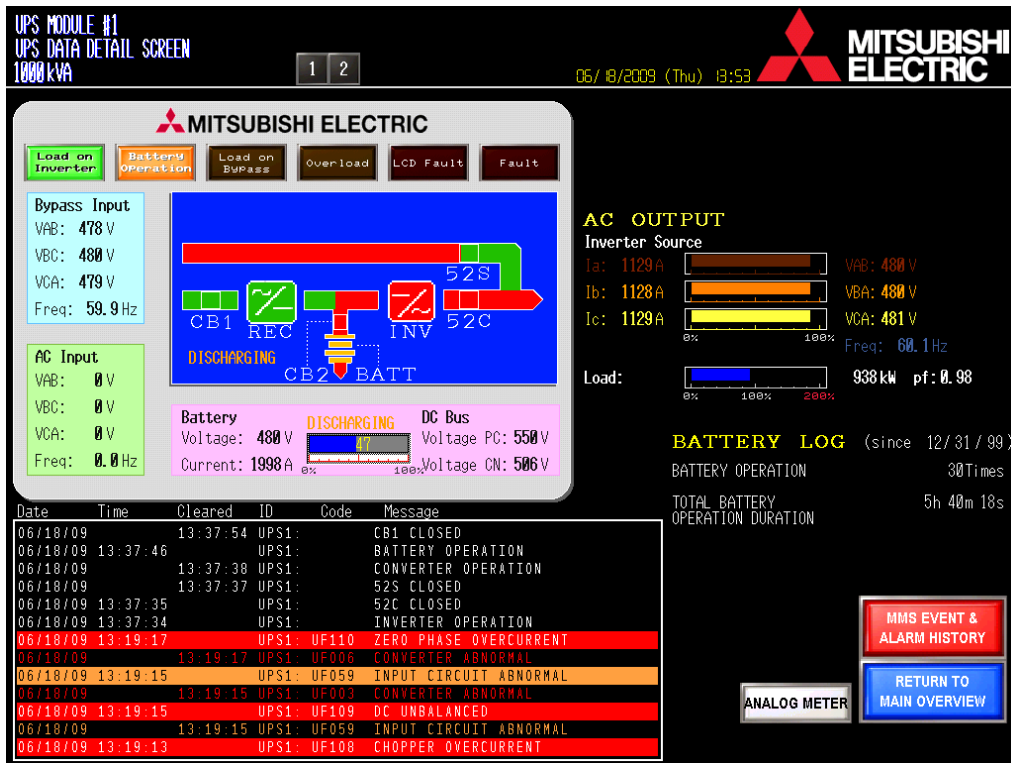 UPS MODULE #1
UPS DATA DETAIL SCREEN
1000 kVA
1 2
06/18/2009 (Thu) 13:53
MITSUBISHI
ELECTRIC
MITSUBISHI ELECTRIC
Load on
Inverter
Battery
Operation
Load on
Bypass
Overload
LCD Fault
Fault
Bypass Input
VAB: 478 V
VBC: 480 V
VCA: 479 V
Freq: 59.9 Hz
AC Input
VAB: 0 V
VBC: 0 V
VCA: 0 V
Freq: 0.0 Hz
52S
CB1
REC
INV
52C
DISCHARGING
CB2
BATT
Battery
Voltage: 480 V
Current: 1998 A
DISCHARGING
47
0% 100%
DC Bus
Voltage PC: 550 V
Voltage CN: 506 V
AC OUTPUT
Inverter Source
Ia: 1129 A VAB: 480 V
Ib: 1128 A VBA: 480 V
Ic: 1129 A VCA: 481 V
0% 100%
Freq: 60.1 Hz
Load: 938 kW pf: 0.98
0% 100% 200%
BATTERY LOG (since 12/31/99)
BATTERY OPERATION 30Times
TOTAL BATTERY
OPERATION DURATION
5h 40m 18s
Date Time Cleared ID Code Message
06/18/09 13:37:54 UPS1: CB1 CLOSED
06/18/09 13:37:46 UPS1: BATTERY OPERATION
06/18/09 13:37:38 UPS1: CONVERTER OPERATION
06/18/09 13:37:37 UPS1: 52S CLOSED
06/18/09 13:37:35 UPS1: 52C CLOSED
06/18/09 13:37:34 UPS1: INVERTER OPERATION
06/18/09 13:19:17 UPS1: UF110 ZERO PHASE OVERCURRENT
06/18/09 13:19:17 UPS1: UF006 CONVERTER ABNORMAL
06/18/09 13:19:15 UPS1: UF059 INPUT CIRCUIT ABNORMAL
06/18/09 13:19:15 UPS1: UF003 CONVERTER ABNORMAL
06/18/09 13:19:15 UPS1: UF109 DC UNBALANCED
06/18/09 13:19:15 UPS1: UF059 INPUT CIRCUIT ABNORMAL
06/18/09 13:19:13 UPS1: UF108 CHOPPER OVERCURRENT
MMS EVENT &
ALARM HISTORY
ANALOG METER
RETURN TO
MAIN OVERVIEW